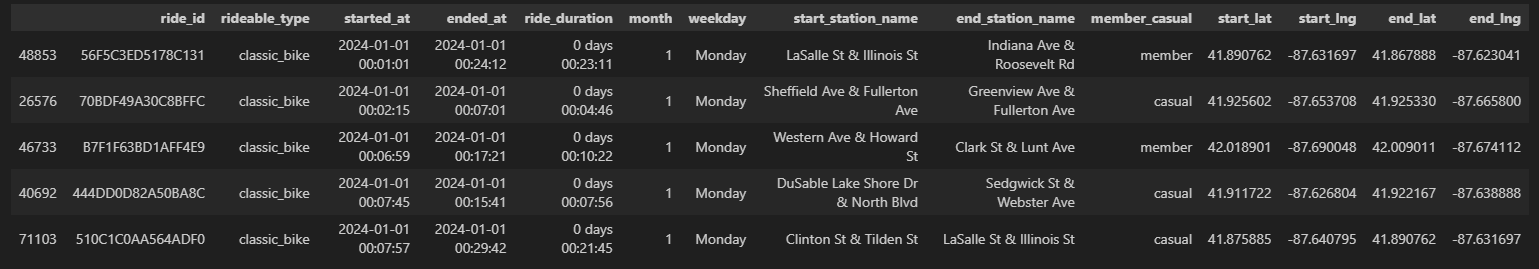 ride_id rideable_type started_at ended_at ride_duration month weekday start_station_name end_station_name member_casual start_lat start_lng end_lat end_lng
48853 56F5C3ED5178C131 classic_bike 2024-01-01 00:01:01 2024-01-01 00:24:12 0 days 00:23:11 1 Monday LaSalle St & Illinois St Indiana Ave & Roosevelt Rd member 41.890762 -87.631697 41.867888 -87.623041
26576 70BDF49A30C8BFFC classic_bike 2024-01-01 00:02:15 2024-01-01 00:07:01 0 days 00:04:46 1 Monday Sheffield Ave & Fullerton Ave Greenview Ave & Fullerton Ave casual 41.925602 -87.653708 41.925330 -87.665800
46733 B7F1F63BD1AFF4E9 classic_bike 2024-01-01 00:06:59 2024-01-01 00:17:21 0 days 00:10:22 1 Monday Western Ave & Howard St Clark St & Lunt Ave member 42.018901 -87.690048 42.009011 -87.674112
40692 444DD0D82A50BA8C classic_bike 2024-01-01 00:07:45 2024-01-01 00:15:41 0 days 00:07:56 1 Monday DuSable Lake Shore Dr & North Blvd Sedgwick St & Webster Ave casual 41.911722 -87.626804 41.922167 -87.638888
71103 510C1C0AA564ADF0 classic_bike 2024-01-01 00:07:57 2024-01-01 00:29:42 0 days 00:21:45 1 Monday Clinton St & Tilden St LaSalle St & Illinois St casual 41.875885 -87.640795 41.890762 -87.631697